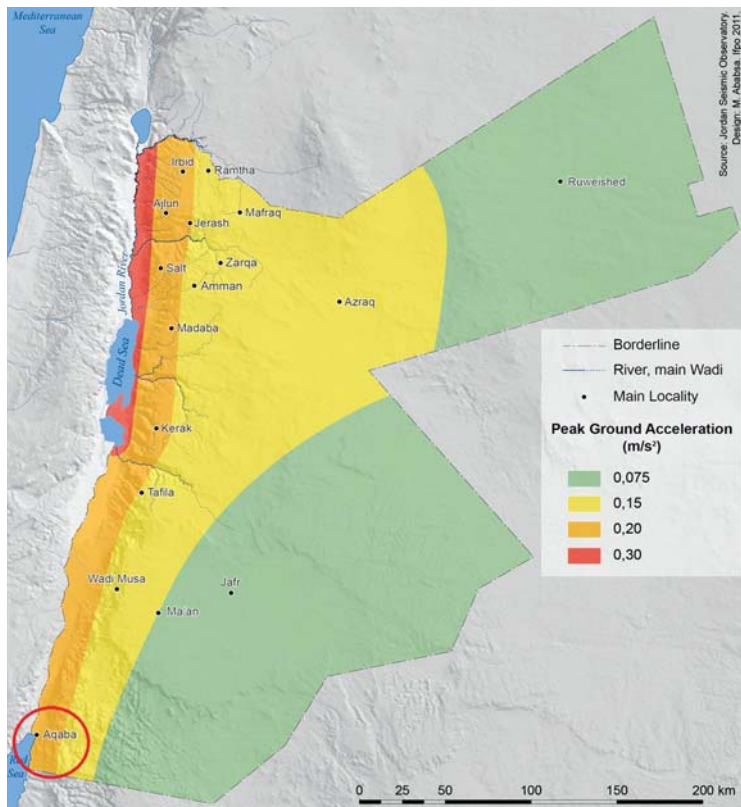 Mediterranean
Sea
Source: Jordan Seismic Observatory.
Design: M. Ababsa. Ifpo 2011.
Irbid
Ramtha
Ruweished
Ajlun
Mafraq
Jerash
Jordan River
Salt
Zarqa
Amman
Azraq
Madaba
Dead Sea
Borderline
River, main Wadi
Main Locality
Kerak
Peak Ground Acceleration
(m/s²)
0,075
0,15
0,20
0,30
Tafila
Wadi Musa
Jafr
Ma'an
Aqaba
Red
Sea
0 25 50 100 150 200 km